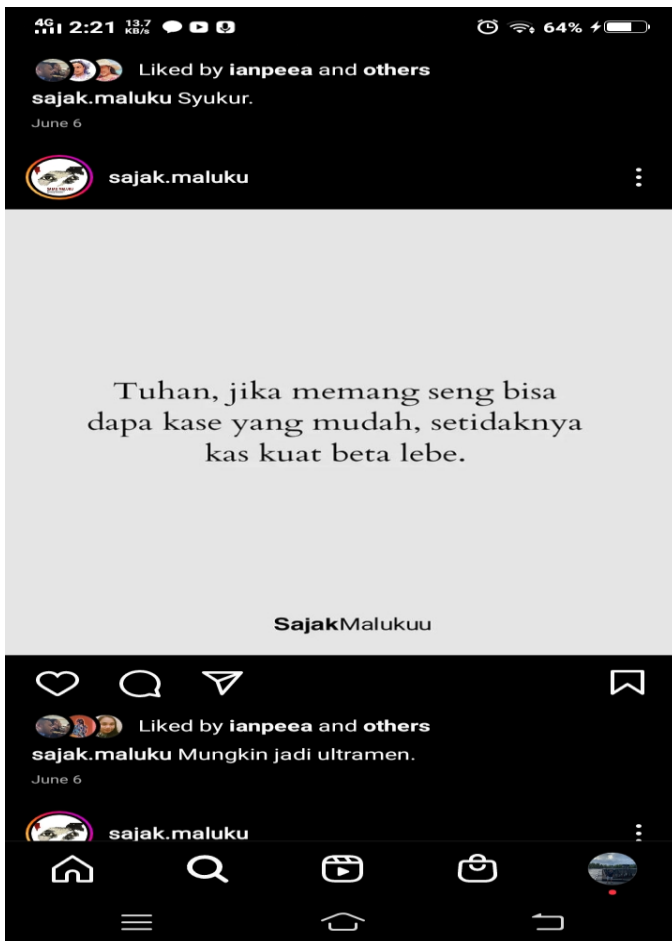 4G 2:21 13.7 KB/s 64%
Liked by ianpeea and others
sajak.maluku Syukur.
June 6
sajak.maluku
Tuhan, jika memang seng bisa
dapa kase yang mudah, setidaknya
kas kuat beta lebe.
SajakMalukuu
Liked by ianpeea and others
sajak.maluku Mungkin jadi ultramen.
June 6
sajak.maluku